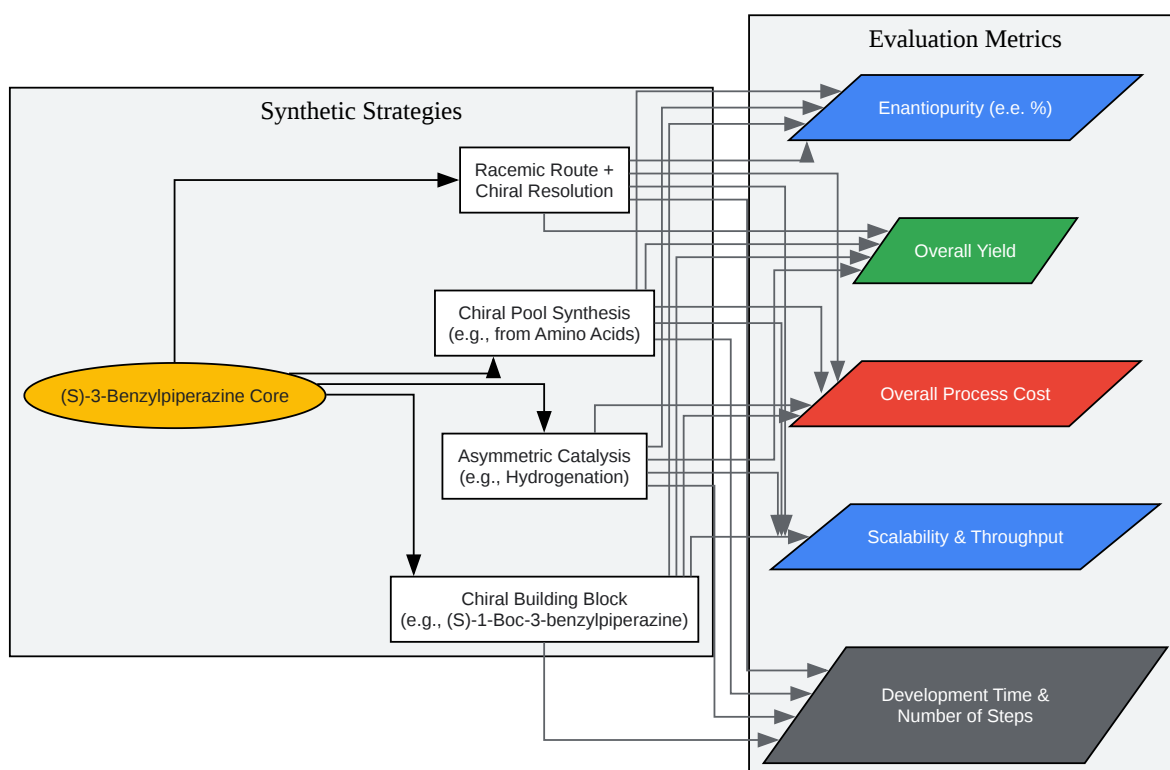 Synthetic Strategies
(S)-3-Benzylpiperazine Core
Racemic Route +
Chiral Resolution
Chiral Pool Synthesis
(e.g., from Amino Acids)
Asymmetric Catalysis
(e.g., Hydrogenation)
Chiral Building Block
(e.g., (S)-1-Boc-3-benzylpiperazine)
Evaluation Metrics
Enantiopurity (e.e. %)
Overall Yield
Overall Process Cost
Scalability & Throughput
Development Time &
Number of Steps